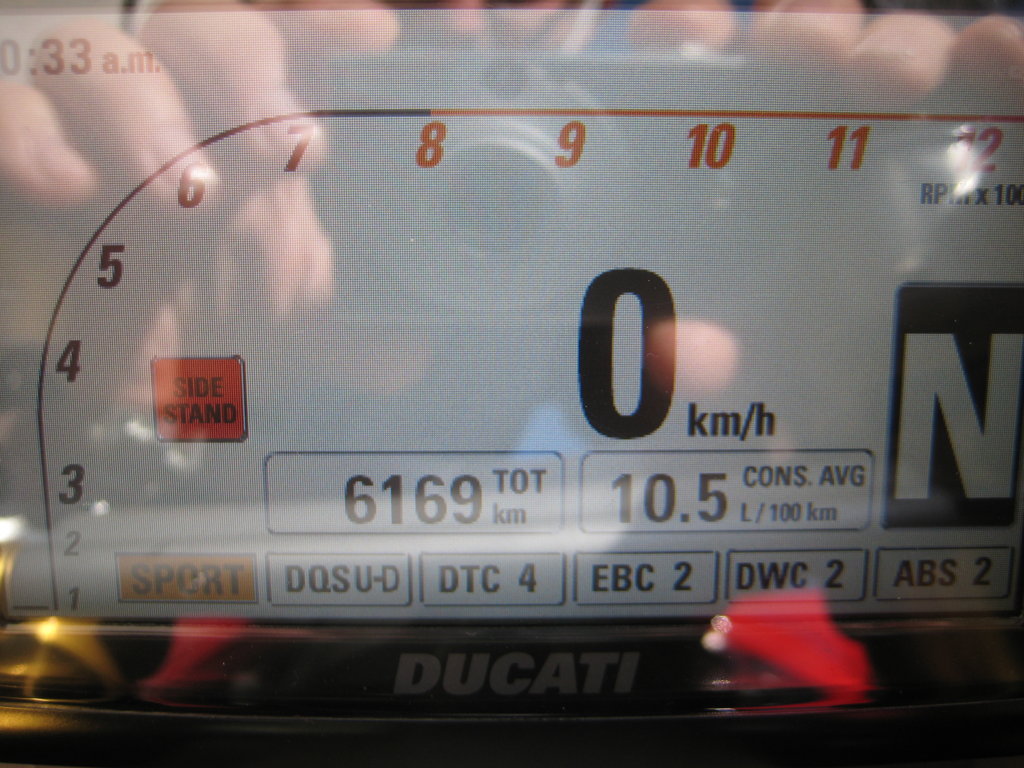 0:33 a.m.
7 8 9 10 11 12
6
RPM x 100
5
0 km/h
4
SIDE
STAND
N
3
6169 TOT
km
10.5 CONS. AVG
L/100 km
2
SPORT DQSU-D DTC 4 EBC 2 DWC 2 ABS 2
1
DUCATI